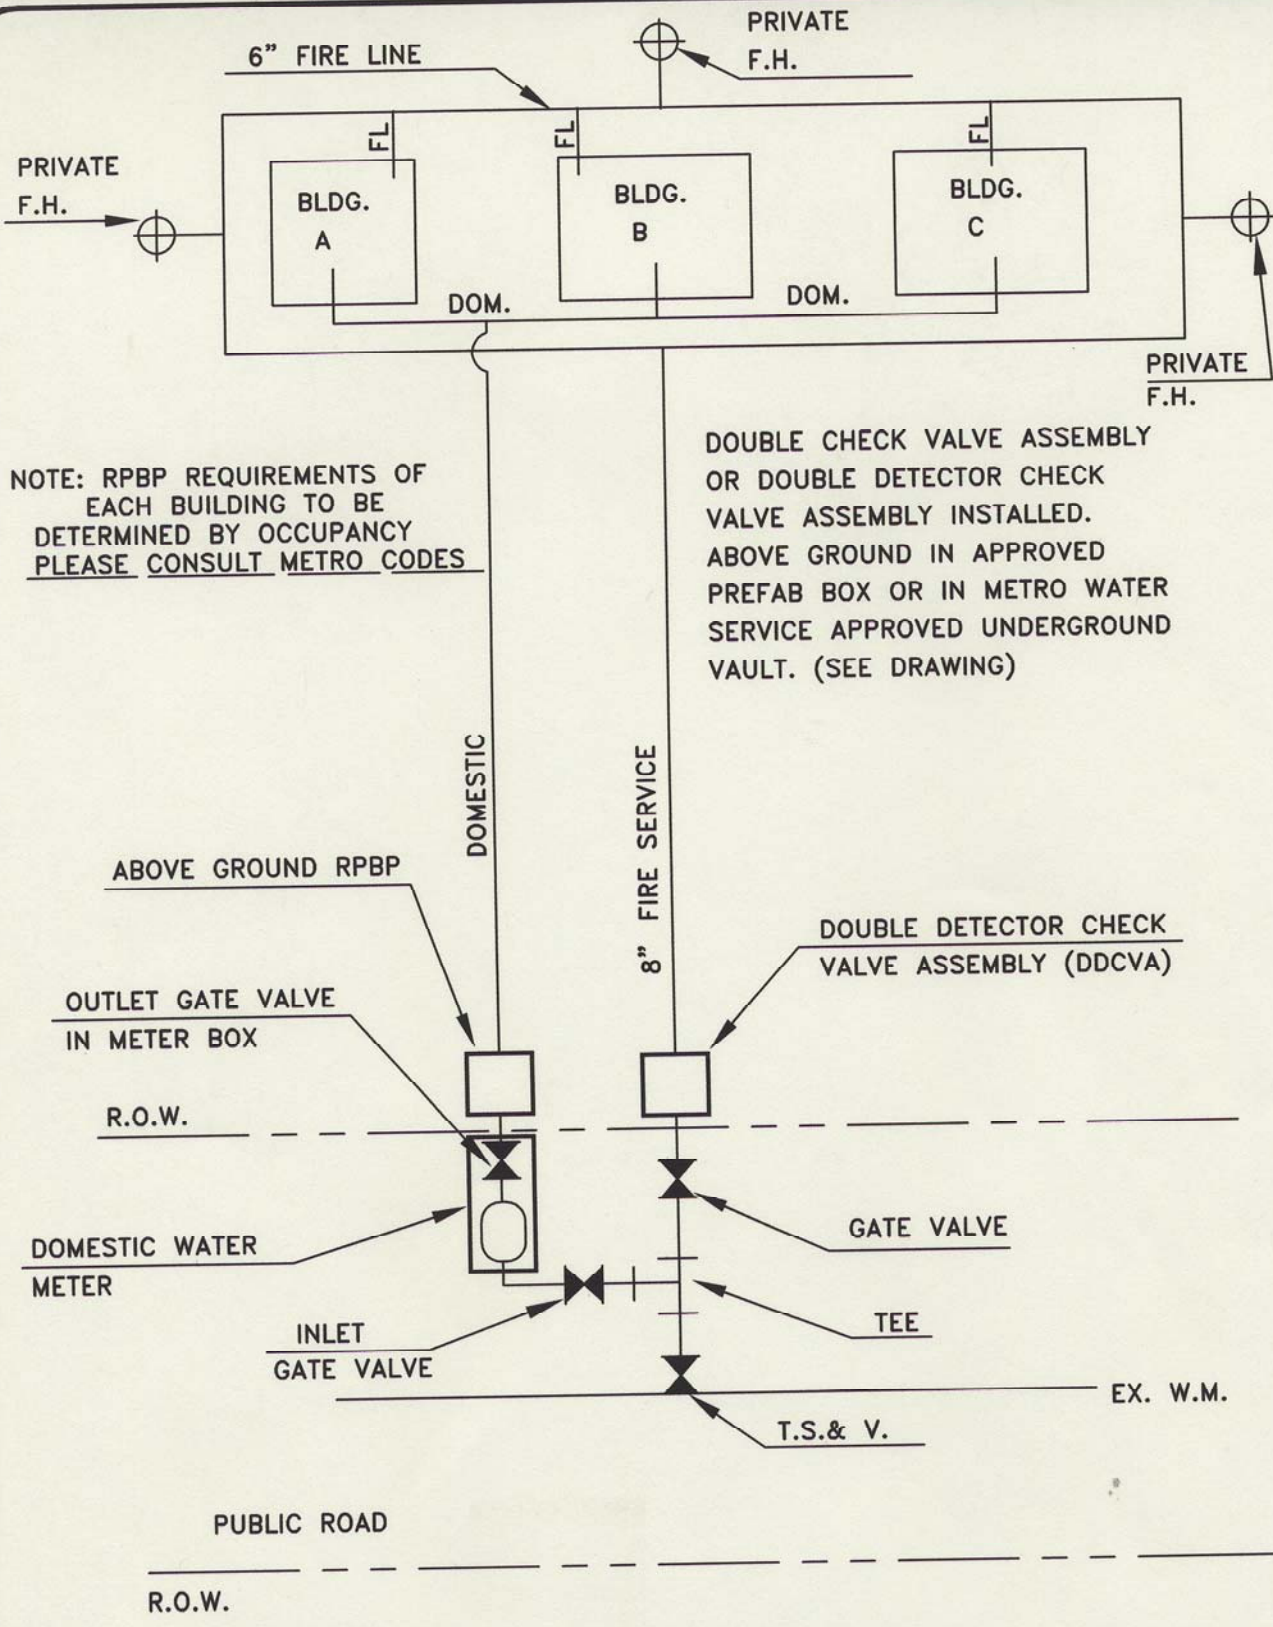 PRIVATE
F.H.
6" FIRE LINE
PRIVATE
F.H.
FL
FL
FL
BLDG.
A
BLDG.
B
BLDG.
C
DOM.
DOM.
PRIVATE
F.H.
NOTE: RPBP REQUIREMENTS OF
EACH BUILDING TO BE
DETERMINED BY OCCUPANCY
PLEASE CONSULT METRO CODES
DOUBLE CHECK VALVE ASSEMBLY
OR DOUBLE DETECTOR CHECK
VALVE ASSEMBLY INSTALLED.
ABOVE GROUND IN APPROVED
PREFAB BOX OR IN METRO WATER
SERVICE APPROVED UNDERGROUND
VAULT. (SEE DRAWING)
DOMESTIC
8" FIRE SERVICE
ABOVE GROUND RPBP
DOUBLE DETECTOR CHECK
VALVE ASSEMBLY (DDCVA)
OUTLET GATE VALVE
IN METER BOX
R.O.W.
GATE VALVE
DOMESTIC WATER
METER
TEE
INLET
GATE VALVE
EX. W.M.
T.S.& V.
PUBLIC ROAD
R.O.W.